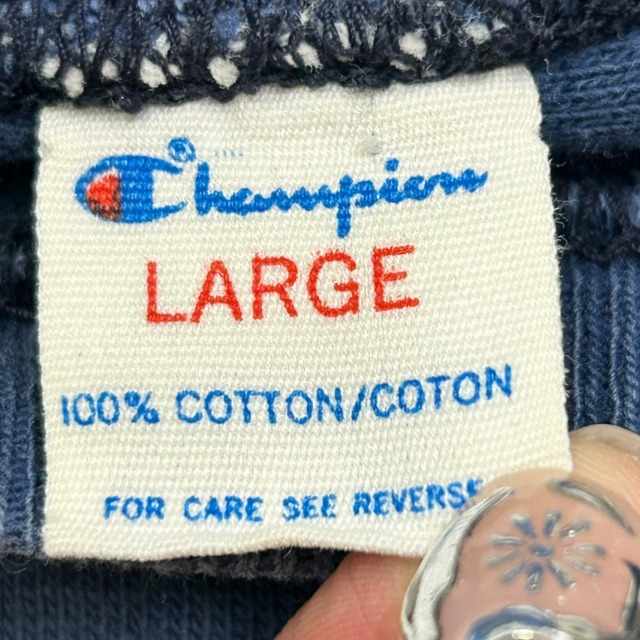 Champion®
LARGE
100% COTTON/COTON
FOR CARE SEE REVERSE